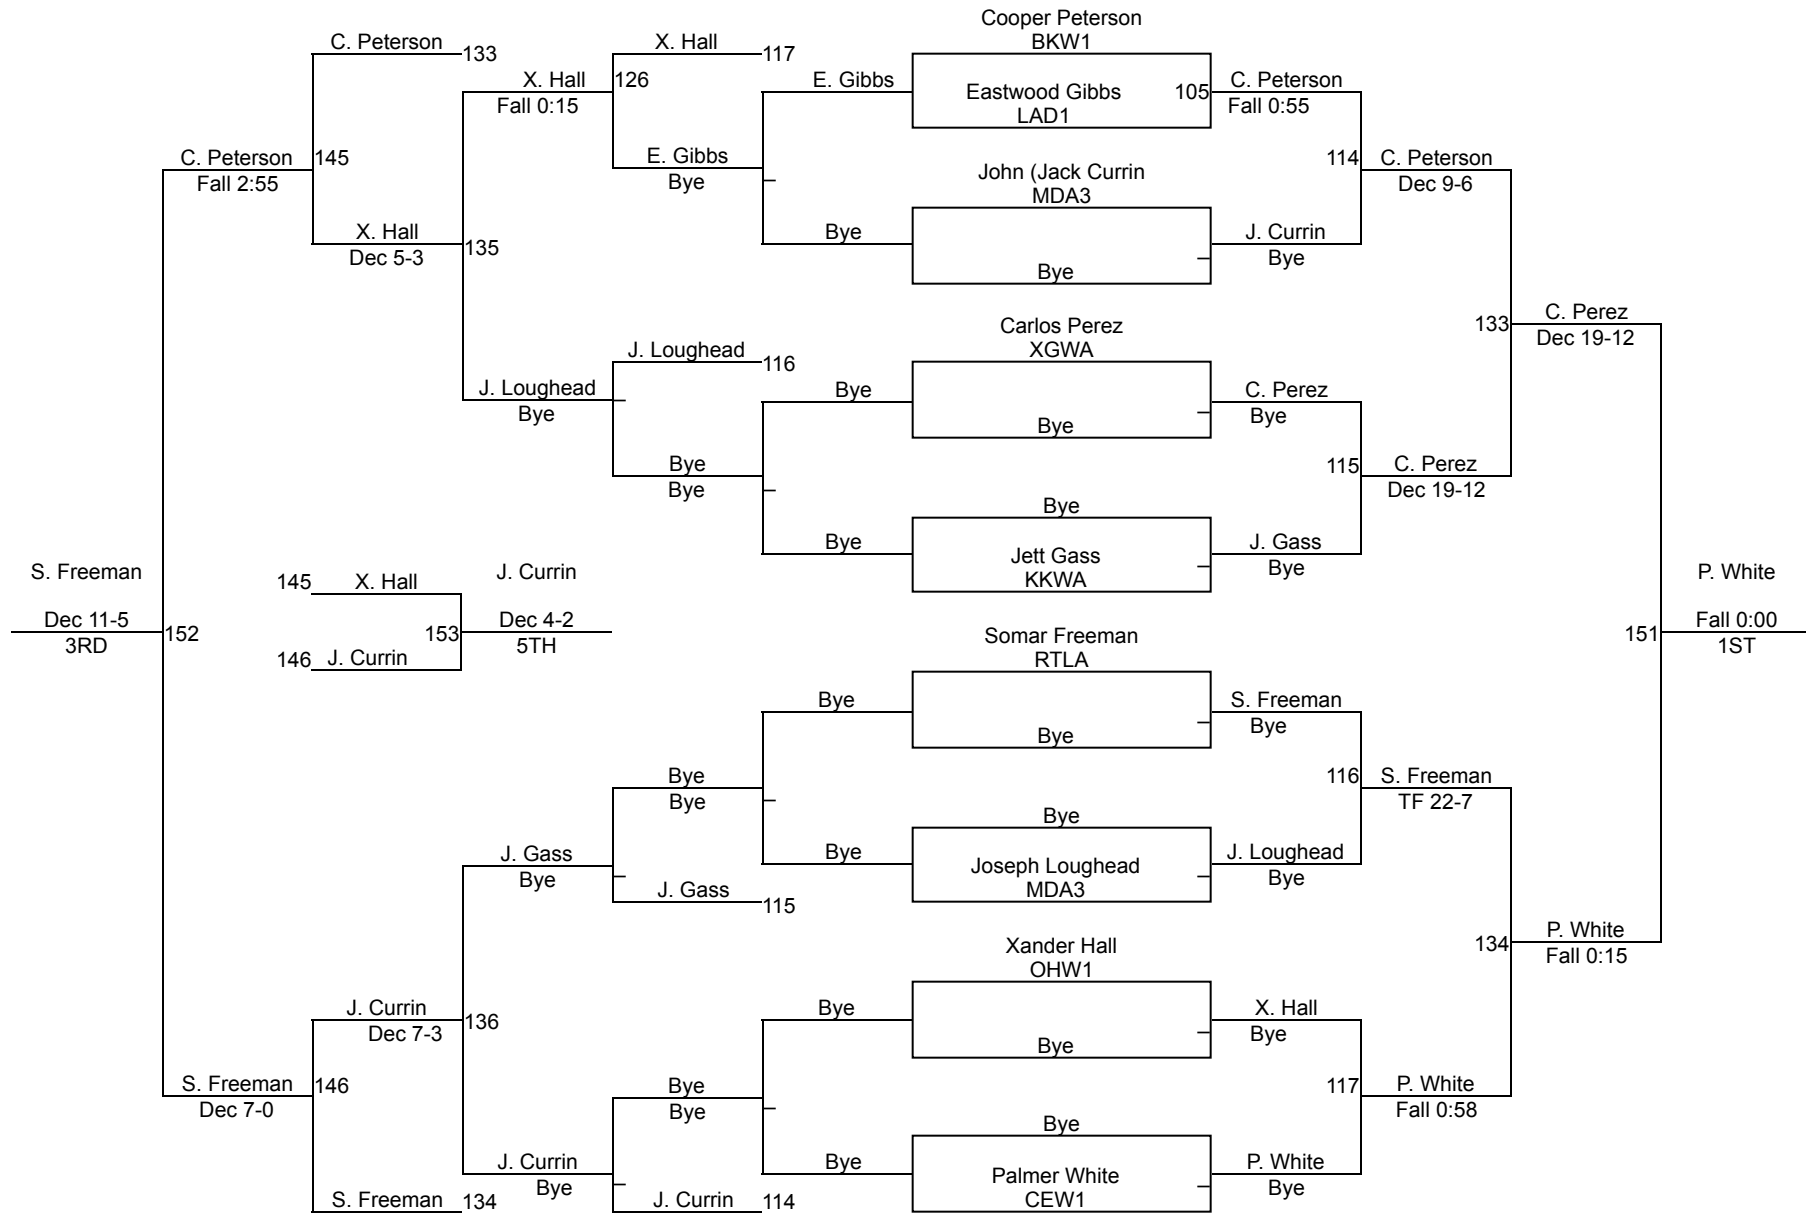 Cooper Peterson
BKW1
C. Peterson
133
X. Hall
117
X. Hall
126
Fall 0:15
E. Gibbs
Eastwood Gibbs
LAD1
105
C. Peterson
Fall 0:55
C. Peterson
145
Fall 2:55
E. Gibbs
Bye
John (Jack Currin
MDA3
114
C. Peterson
Dec 9-6
X. Hall
135
Dec 5-3
Bye
Bye
J. Currin
Bye
Carlos Perez
XGWA
133
C. Perez
Dec 19-12
J. Loughead
116
J. Loughead
Bye
Bye
Bye
C. Perez
Bye
Bye
Bye
115
C. Perez
Dec 19-12
Bye
Bye
Jett Gass
KKWA
J. Gass
Bye
S. Freeman
Dec 11-5
3RD
152
145
X. Hall
153
146
J. Currin
J. Currin
Dec 4-2
5TH
P. White
151
Fall 0:00
1ST
Somar Freeman
RTLA
Bye
Bye
S. Freeman
Bye
Bye
Bye
116
S. Freeman
TF 22-7
Bye
Bye
Joseph Loughead
MDA3
J. Loughead
Bye
J. Gass
Bye
J. Gass
115
Xander Hall
OHW1
134
P. White
Fall 0:15
J. Currin
136
Dec 7-3
Bye
Bye
X. Hall
Bye
S. Freeman
146
Dec 7-0
Bye
Bye
117
P. White
Fall 0:58
Bye
J. Currin
Bye
Bye
Palmer White
CEW1
P. White
Bye
S. Freeman
134
J. Currin
114